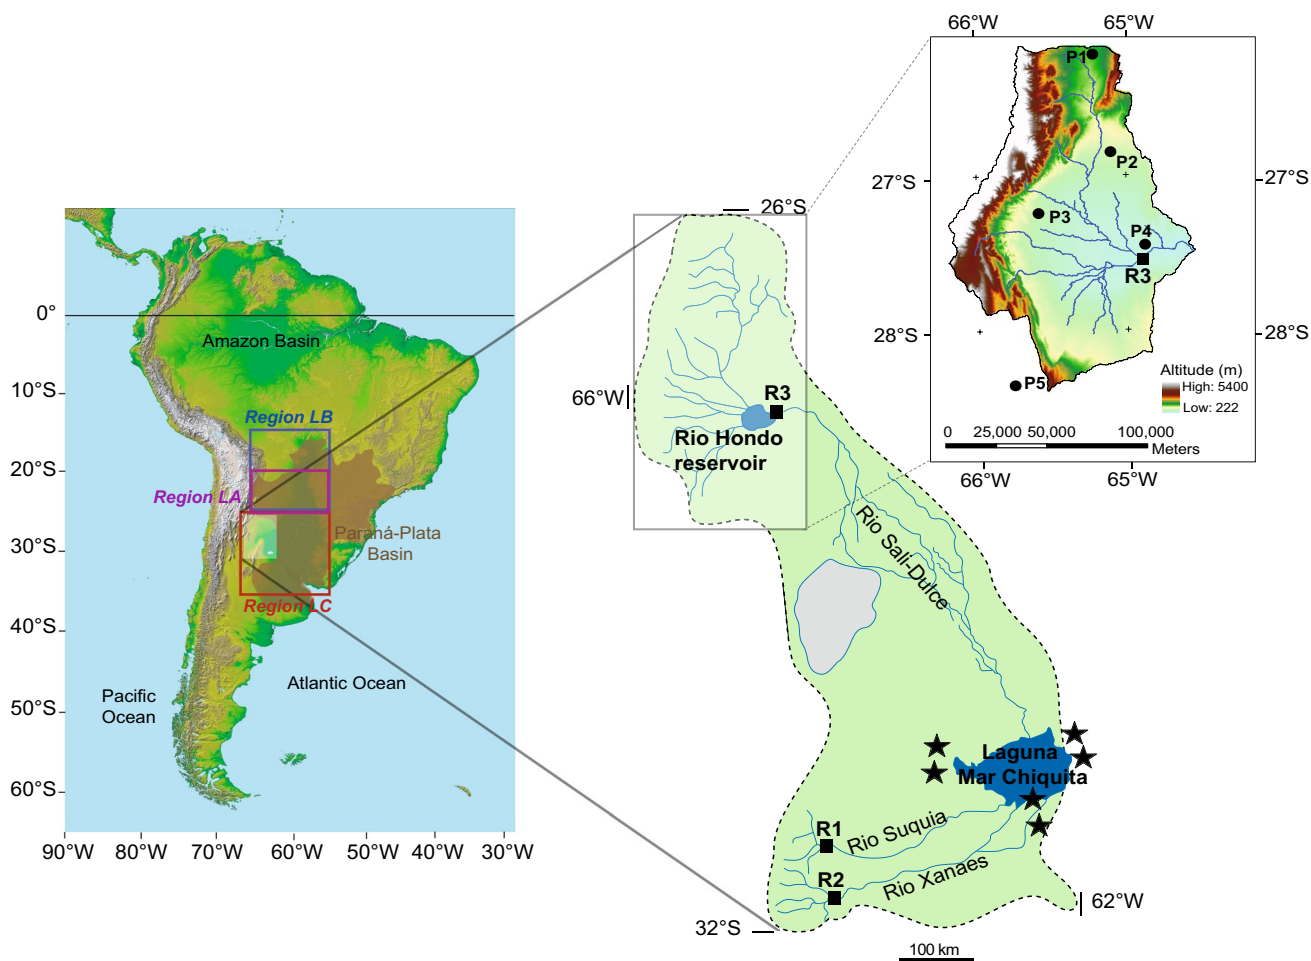 66°W
65°W
P1
P2
27°S
27°S
P3
P4
R3
28°S
28°S
P5
Altitude (m)
High: 5400
Low: 222
0
25,000
50,000
100,000
Meters
66°W
65°W
26°S
66°W
R3
Rio Hondo
reservoir
Rio Sali-Dulce
Laguna
Mar Chiquita
R1
Rio Suquia
R2
Rio Xanaes
62°W
32°S
100 km
0°
Amazon Basin
10°S
Region LB
20°S
Region LA
Paraná-Plata
Basin
30°S
Region LC
40°S
Atlantic Ocean
Pacific
Ocean
50°S
60°S
90°W
80°W
70°W
60°W
50°W
40°W
30°W